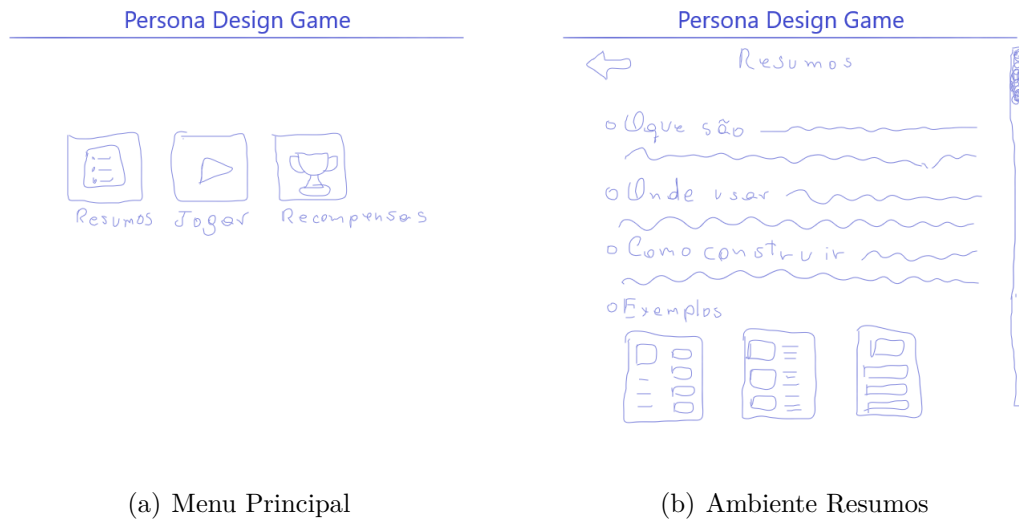 Persona Design Game
Resumos Jogar Recompensas
(a) Menu Principal
Persona Design Game
Resumos
Oque são
Onde usar
Como construir
Exemplos
(b) Ambiente Resumos